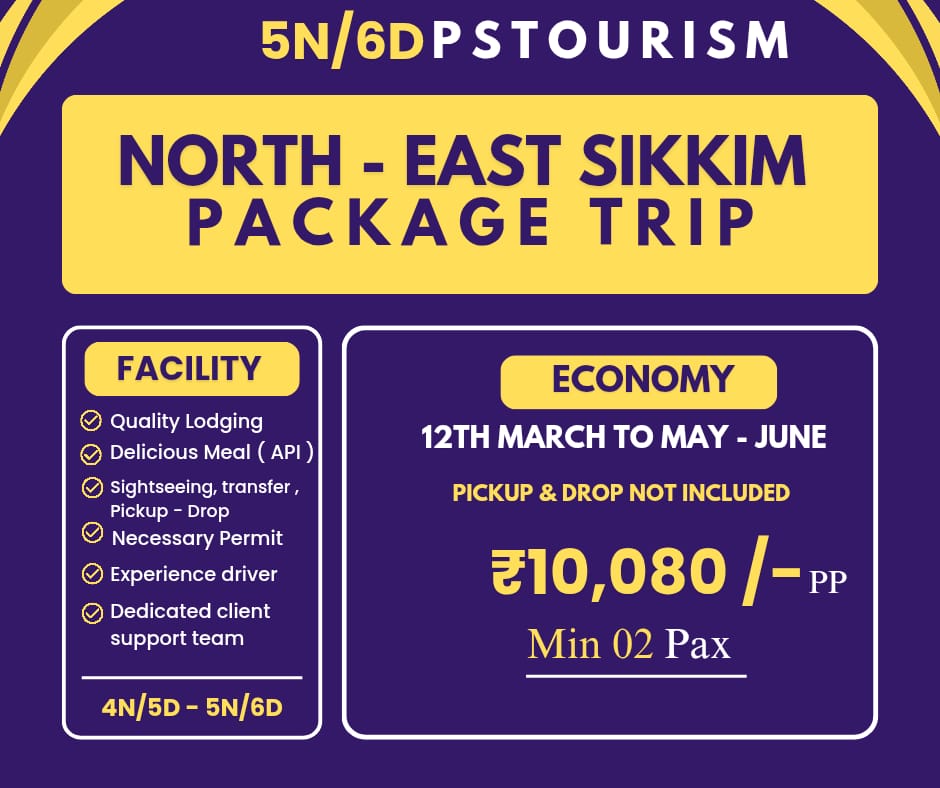 5N/6D PSTOURISM
NORTH - EAST SIKKIM
PACKAGE TRIP
FACILITY
Quality Lodging
Delicious Meal ( API )
Sightseeing, transfer ,
Pickup - Drop
Necessary Permit
Experience driver
Dedicated client
support team
4N/5D - 5N/6D
ECONOMY
12TH MARCH TO MAY - JUNE
PICKUP & DROP NOT INCLUDED
₹10,080 /- PP
Min 02 Pax